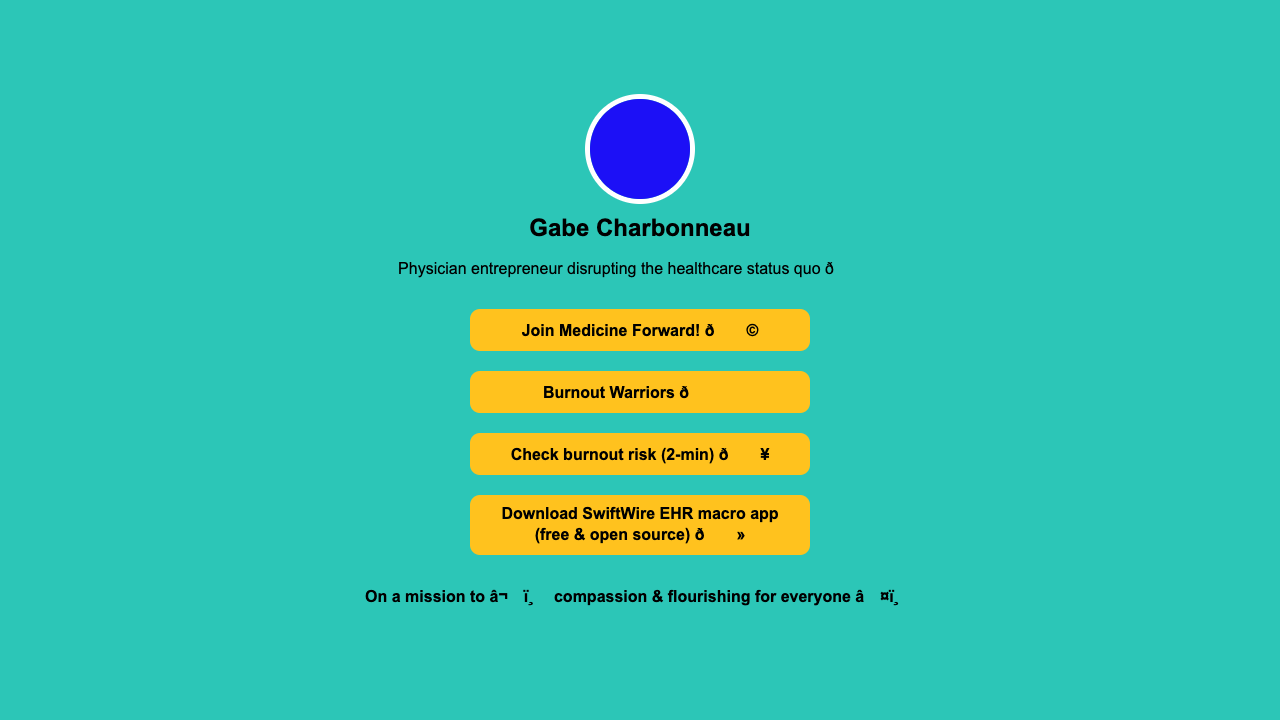 Gabe Charbonneau
Physician entrepreneur disrupting the healthcare status quo ð
Join Medicine Forward! ð ©
Burnout Warriors ð
Check burnout risk (2-min) ð ¥
Download SwiftWire EHR macro app
(free & open source) ð »
On a mission to â¬ ï¸ compassion & flourishing for everyone â ¤ï¸